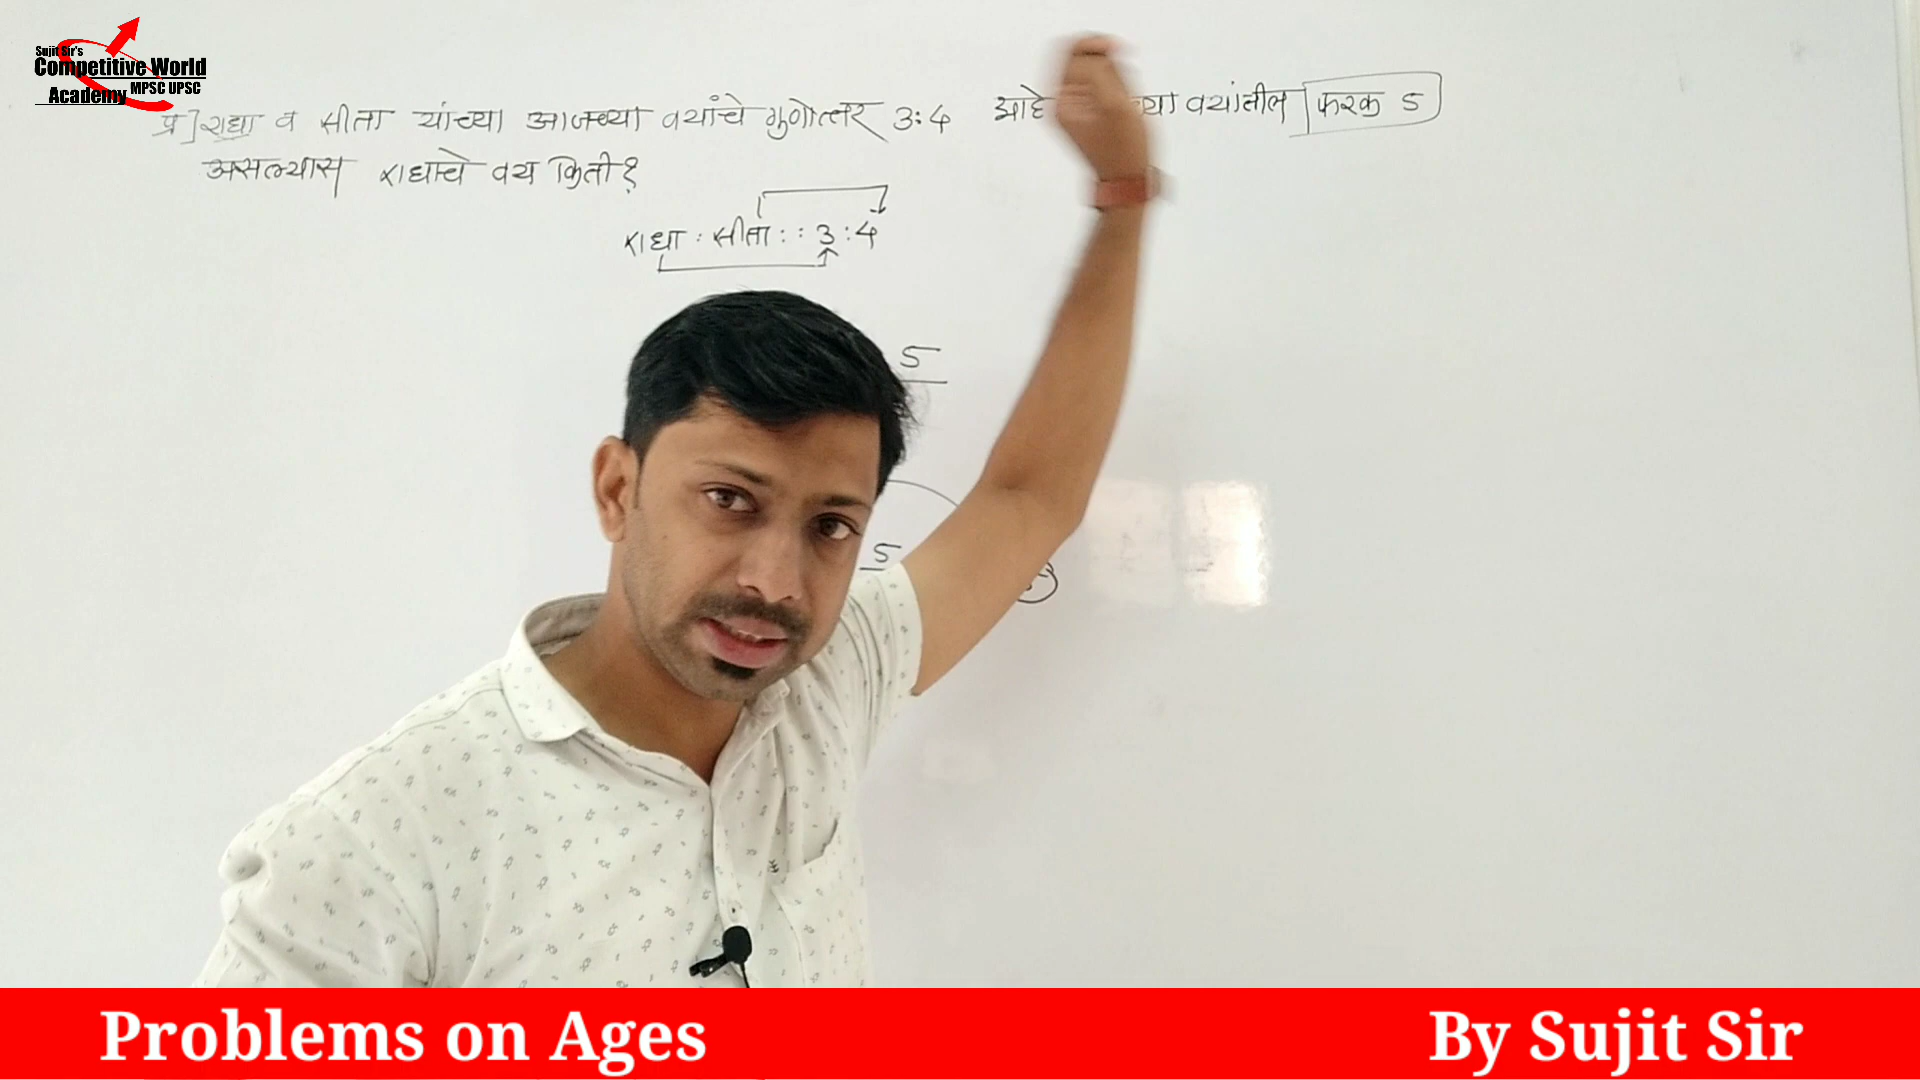 Sujit Sir's
Competitive World
Academy MPSC UPSC
प्र] राधा व सीता यांच्या आजच्या वयांचे गुणोत्तर 3:4 आहे च्या वयांतील फरक 5
असल्यास राधाचे वय किती?
राधा : सीता : : 3 : 4
5
5
Problems on Ages
By Sujit Sir